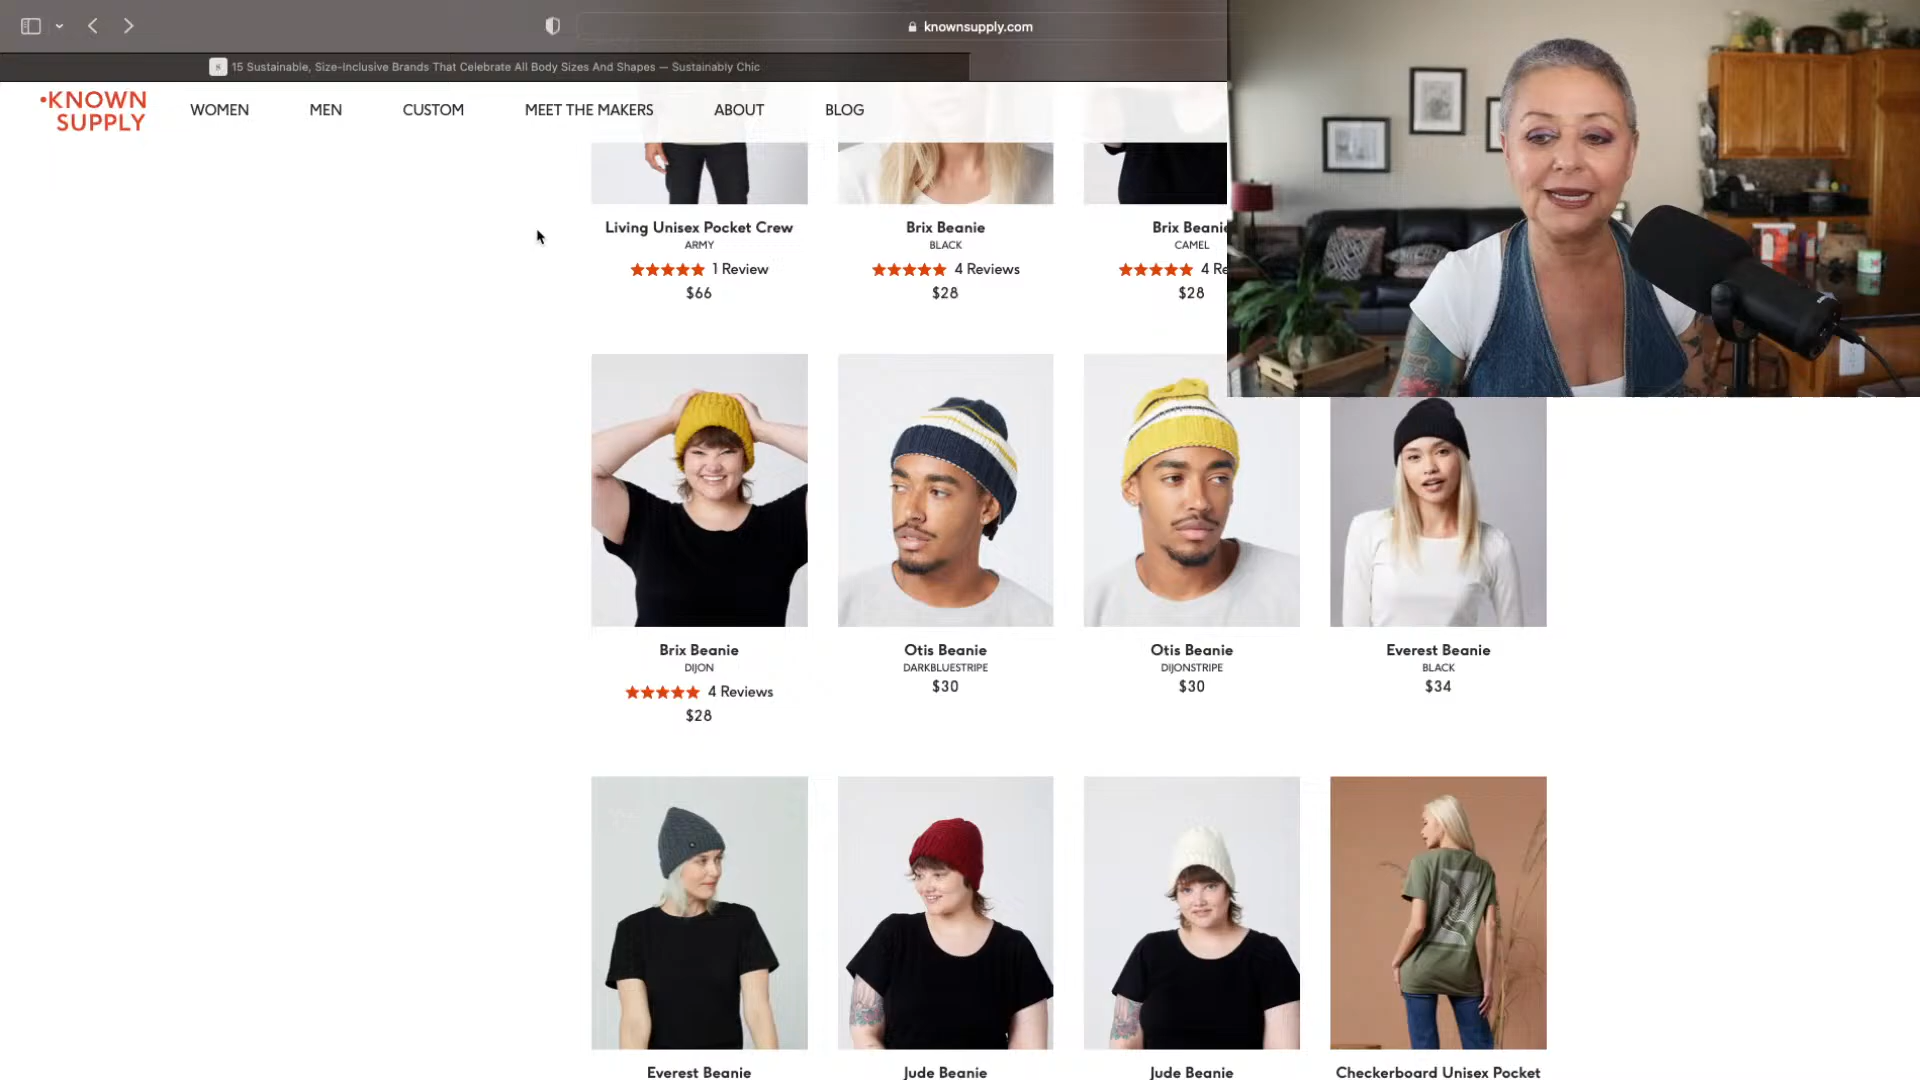 knownsupply.com
15 Sustainable, Size-Inclusive Brands That Celebrate All Body Sizes And Shapes — Sustainably Chic
•KNOWN
SUPPLY
WOMEN
MEN
CUSTOM
MEET THE MAKERS
ABOUT
BLOG
Living Unisex Pocket Crew
ARMY
1 Review
$66
Brix Beanie
BLACK
4 Reviews
$28
Brix Beanie
CAMEL
4 Re
$28
Brix Beanie
DIJON
4 Reviews
$28
Otis Beanie
DARKBLUESTRIPE
$30
Otis Beanie
DIJONSTRIPE
$30
Everest Beanie
BLACK
$34
Everest Beanie
Jude Beanie
Jude Beanie
Checkerboard Unisex Pocket